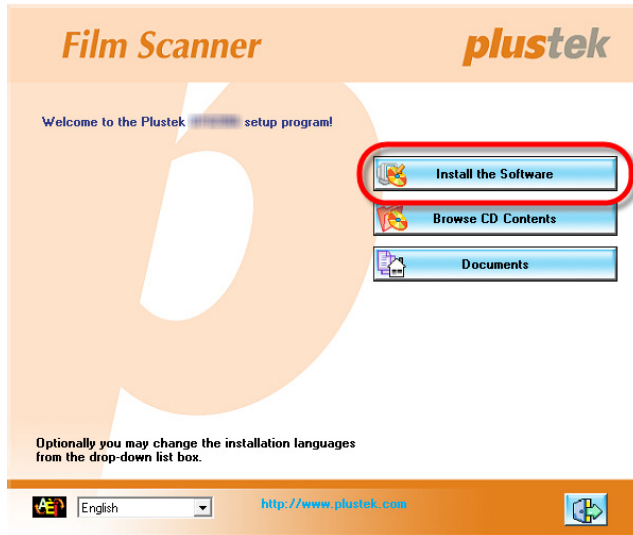 Film Scanner
plustek
Welcome to the Plustek setup program!
Install the Software
Browse CD Contents
Documents
Optionally you may change the installation languages
from the drop-down list box.
English
http://www.plustek.com